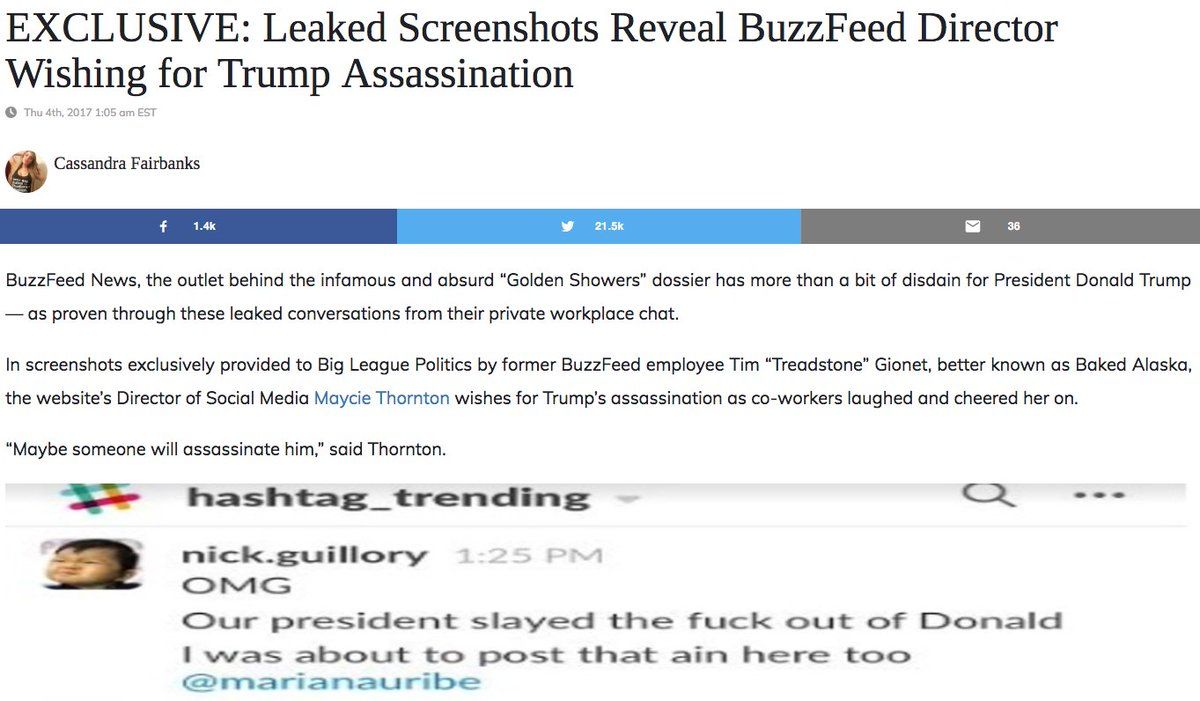 EXCLUSIVE: Leaked Screenshots Reveal BuzzFeed Director
Wishing for Trump Assassination
Thu 4th, 2017 1:05 am EST
Cassandra Fairbanks
1.4k
21.5k
36
BuzzFeed News, the outlet behind the infamous and absurd “Golden Showers” dossier has more than a bit of disdain for President Donald Trump
— as proven through these leaked conversations from their private workplace chat.
In screenshots exclusively provided to Big League Politics by former BuzzFeed employee Tim “Treadstone” Gionet, better known as Baked Alaska,
the website’s Director of Social Media Maycie Thornton wishes for Trump’s assassination as co-workers laughed and cheered her on.
“Maybe someone will assassinate him,” said Thornton.
hashtag_trending
nick.guillory 1:25 PM
OMG
Our president slayed the fuck out of Donald
I was about to post that ain here too
@marianauribe